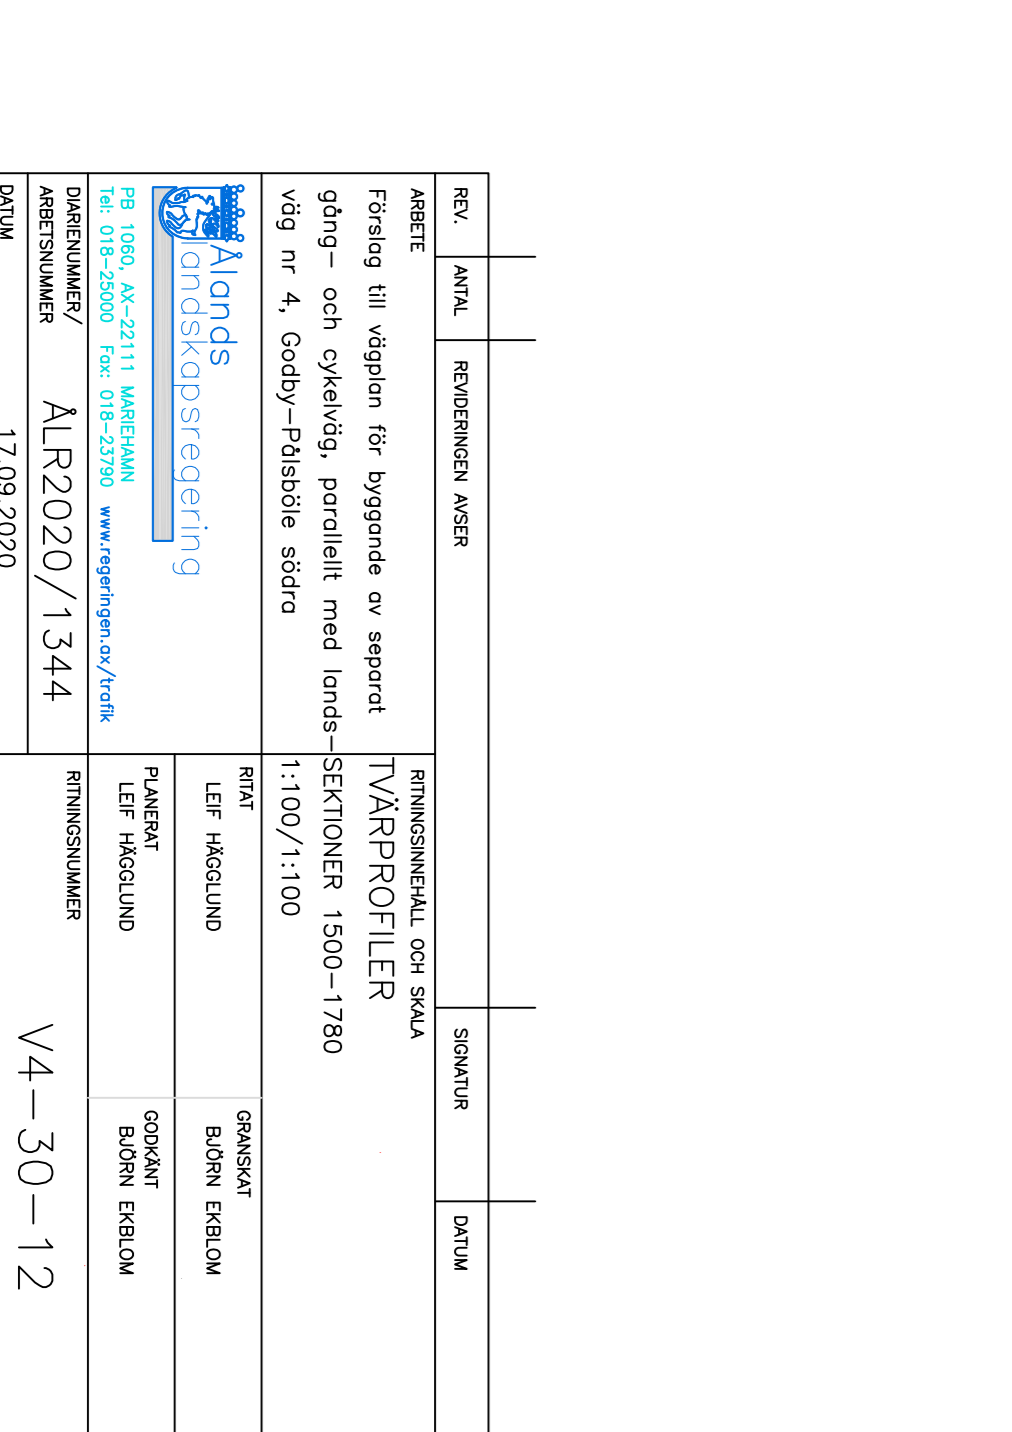 REV. ANTAL REVIDERINGEN AVSER SIGNATUR DATUM
ARBETE
Förslag till vägplan för byggande av separat
gång- och cykelväg, parallellt med lands-
väg nr 4, Godby-Pålsböle södra
RITNINGSINNEHÅLL OCH SKALA
TVÄRPROFILER
SEKTIONER 1500-1780
1:100/1:100
Ålands
landskapsregering
PB 1060, AX-22111 MARIEHAMN
Tel: 018-25000 Fax: 018-23790 www.regeringen.ax/trafik
RITAT
LEIF HÄGGLUND
GRANSKAT
BJÖRN EKBLOM
PLANERAT
LEIF HÄGGLUND
GODKÄNT
BJÖRN EKBLOM
DIARIENUMMER/
ARBETSNUMMER
ÅLR2020/1344
RITNINGSNUMMER
V4-30-12
DATUM
17.09.2020